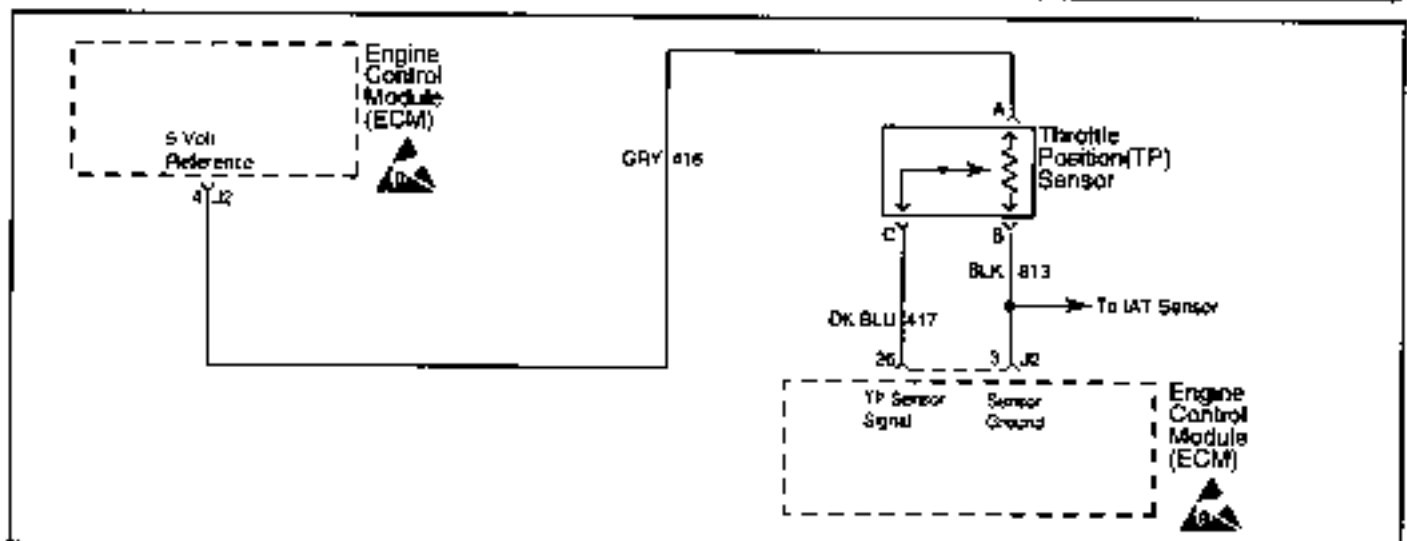 Engine
Control
Module
(ECM)
5 Volt
Reference
4 J2
GRY 416
A
Throttle
Position(TP)
Sensor
C
B
BLK 813
To IAT Sensor
DK BLU 417
26
3 J2
TP Sensor
Signal
Sensor
Ground
Engine
Control
Module
(ECM)